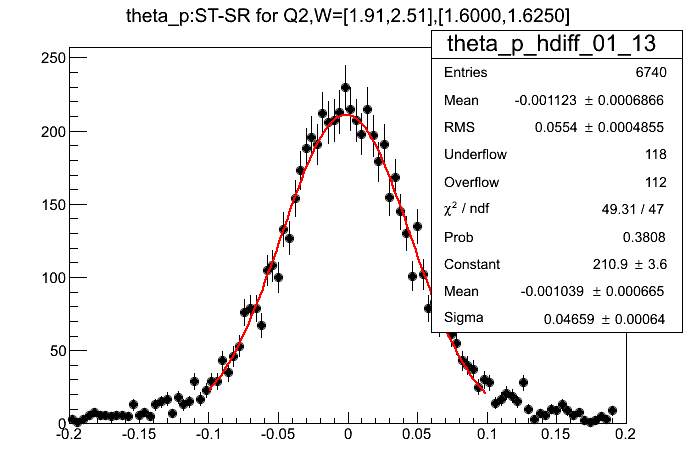 theta_p:ST-SR for Q2,W=[1.91,2.51],[1.6000,1.6250]
theta_p_hdiff_01_13
Entries 6740
Mean -0.001123 ± 0.0006866
RMS 0.0554 ± 0.0004855
Underflow 118
Overflow 112
χ² / ndf 49.31 / 47
Prob 0.3808
Constant 210.9 ± 3.6
Mean -0.001039 ± 0.000665
Sigma 0.04659 ± 0.00064
250
200
150
100
50
0
-0.2 -0.15 -0.1 -0.05 0 0.05 0.1 0.15 0.2